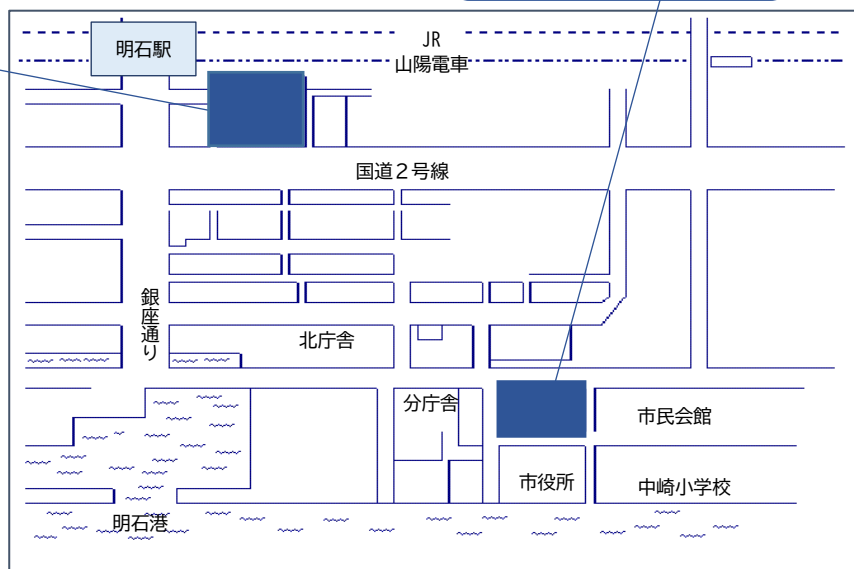 JR
明石駅
山陽電車
国道２号線
銀座通り
北庁舎
分庁舎
市民会館
市役所
中崎小学校
明石港